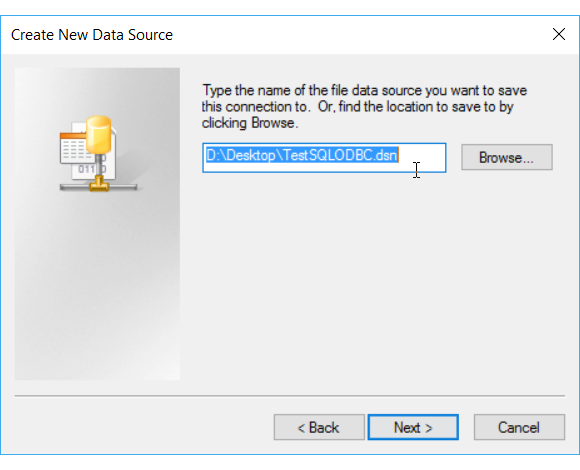 Create New Data Source
Type the name of the file data source you want to save
this connection to.  Or, find the location to save to by
clicking Browse.
D:\Desktop\TestSQLODBC.dsn
Browse...
01101
< Back
Next >
Cancel